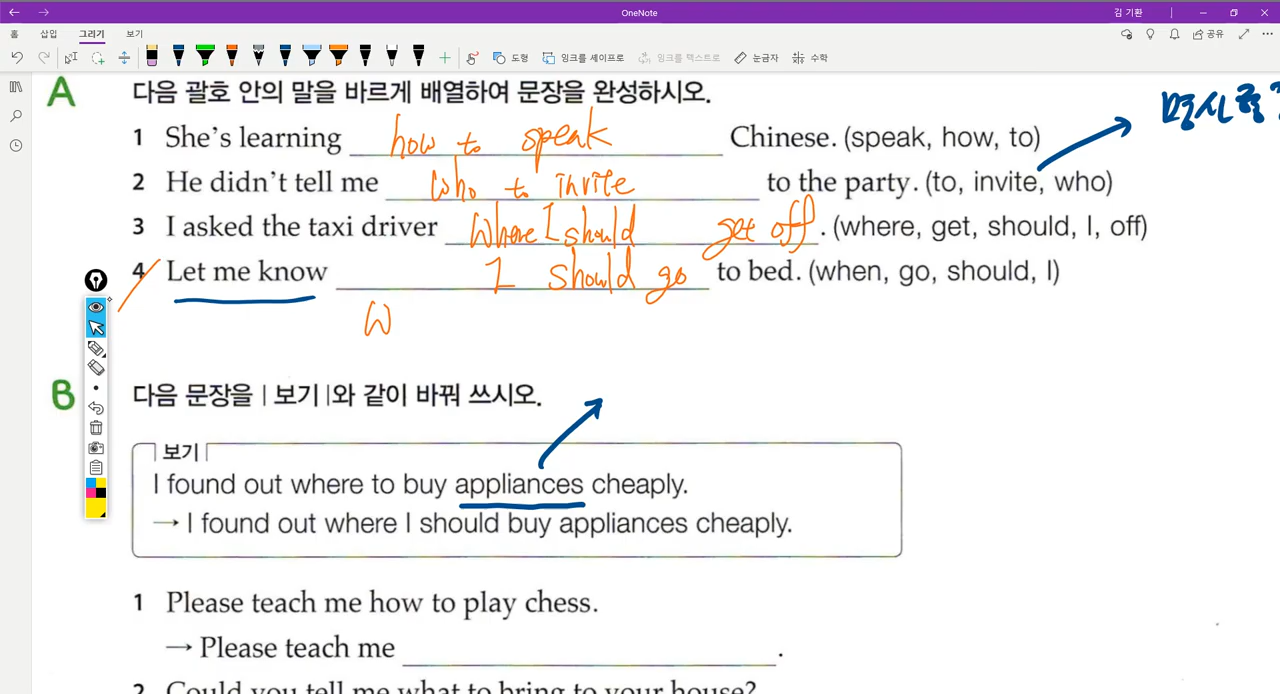 OneNote
김 기환
홈 삽입 그리기 보기
공유
도형 잉크를 셰이프로 잉크를 텍스트로 눈금자 수학
A 다음 괄호 안의 말을 바르게 배열하여 문장을 완성하시오.
1 She's learning how to speak Chinese. (speak, how, to)
2 He didn't tell me who to invite to the party. (to, invite, who)
3 I asked the taxi driver where I should get off. (where, get, should, I, off)
4 Let me know I should go to bed. (when, go, should, I)
W
B 다음 문장을 | 보기 |와 같이 바꿔 쓰시오.
| 보기 |
I found out where to buy appliances cheaply.
→ I found out where I should buy appliances cheaply.
1 Please teach me how to play chess.
→ Please teach me .
2 Could you tell me what to bring to your house?